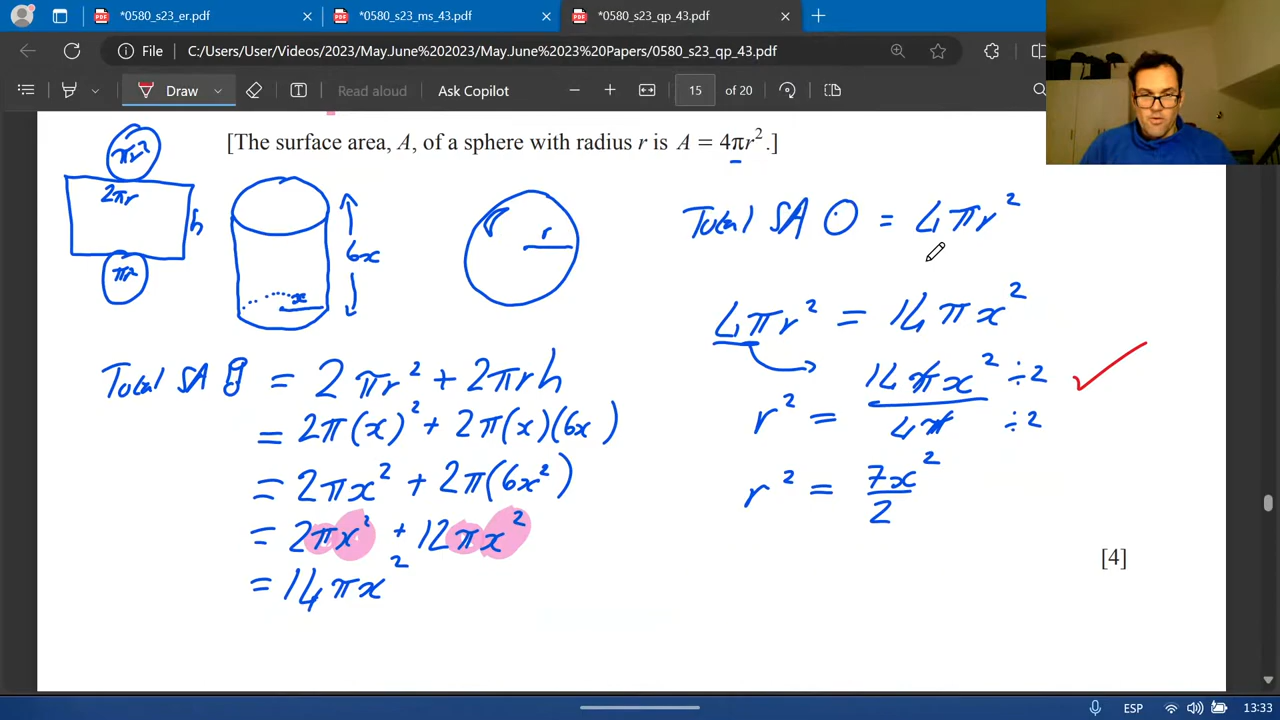 *0580_s23_er.pdf
*0580_s23_ms_43.pdf
*0580_s23_qp_43.pdf
File
C:/Users/User/Videos/2023/May.June%202023/May.June%2023%20Papers/0580_s23_qp_43.pdf
Draw
Read aloud
Ask Copilot
15 of 20
[The surface area, A, of a sphere with radius r is A = 4πr².]
πr²
2πr
h
πr²
6x
x
r
Total SA = 4πr²
4πr² = 14πx²
r² = 14πx² ÷2
4π ÷2
r² = 7x²
2
Total SA = 2πr² + 2πrh
= 2π(x)² + 2π(x)(6x)
= 2πx² + 2π(6x²)
= 2πx² + 12πx²
= 14πx²
[4]
ESP
13:33